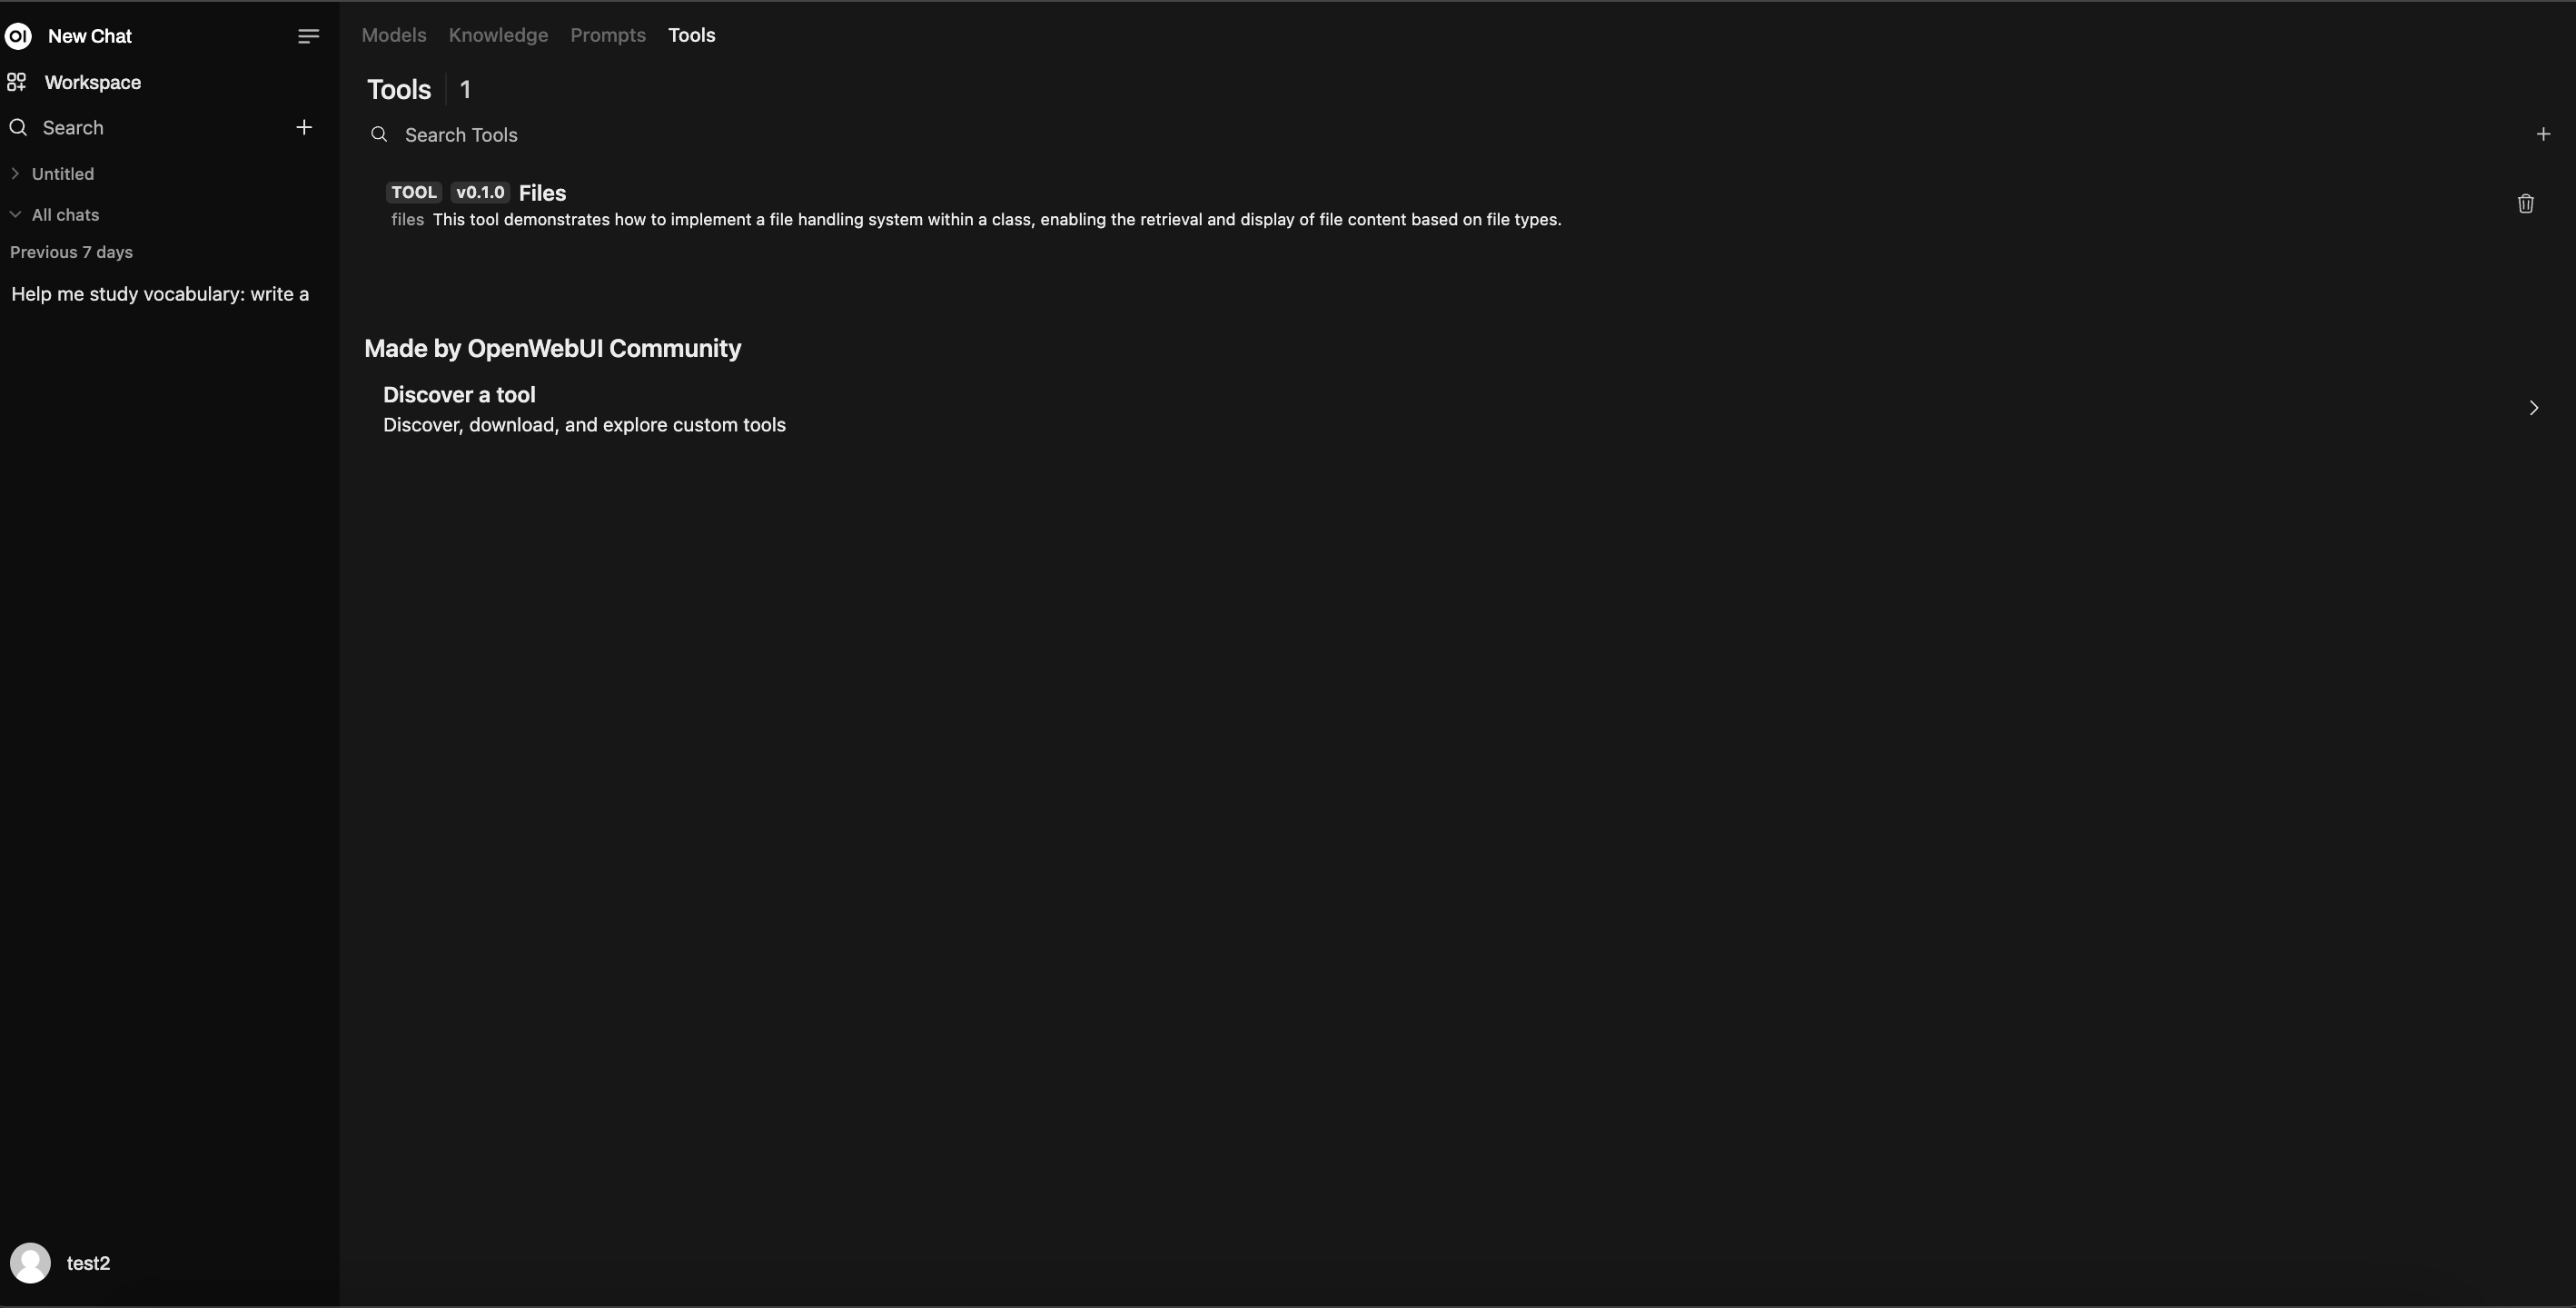 OI New Chat
Workspace
Search
Untitled
All chats
Previous 7 days
Help me study vocabulary: write a
test2
Models Knowledge Prompts Tools
Tools 1
Search Tools
TOOL v0.1.0 Files
files This tool demonstrates how to implement a file handling system within a class, enabling the retrieval and display of file content based on file types.
Made by OpenWebUI Community
Discover a tool
Discover, download, and explore custom tools